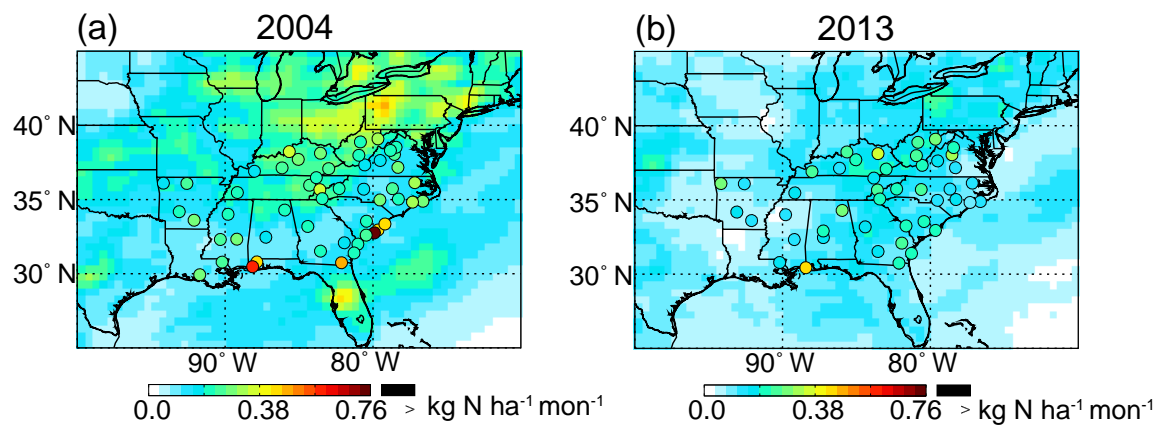 (a) 2004 (b) 2013
40° N 40° N
35° N 35° N
30° N 30° N
90° W 80° W 90° W 80° W
0.0 0.38 0.76 > kg N ha⁻¹ mon⁻¹ 0.0 0.38 0.76 > kg N ha⁻¹ mon⁻¹